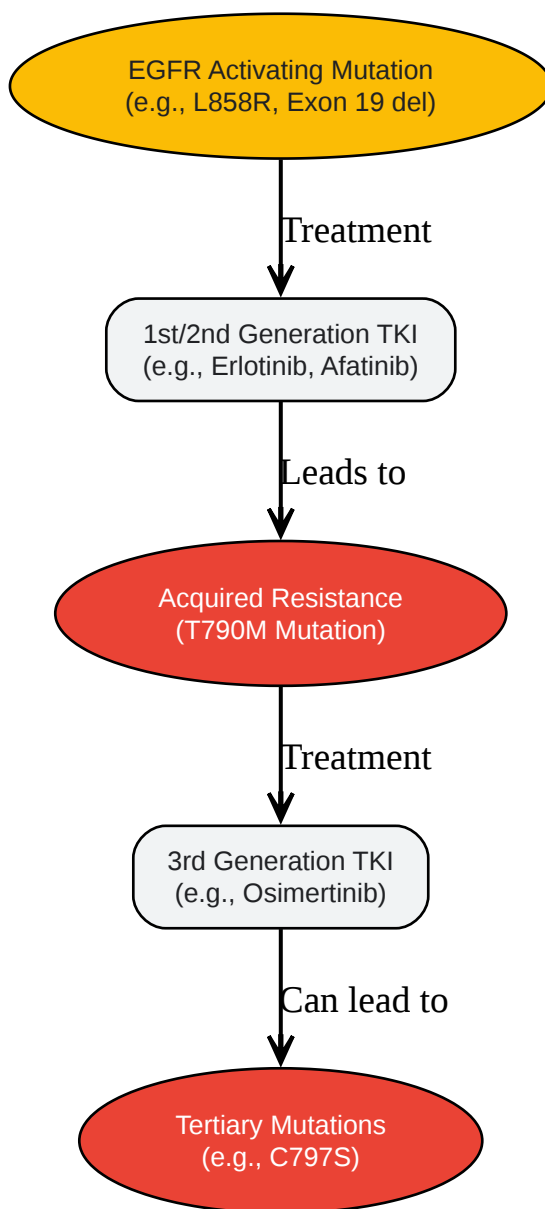 EGFR Activating Mutation
(e.g., L858R, Exon 19 del)
Treatment
1st/2nd Generation TKI
(e.g., Erlotinib, Afatinib)
Leads to
Acquired Resistance
(T790M Mutation)
Treatment
3rd Generation TKI
(e.g., Osimertinib)
Can lead to
Tertiary Mutations
(e.g., C797S)